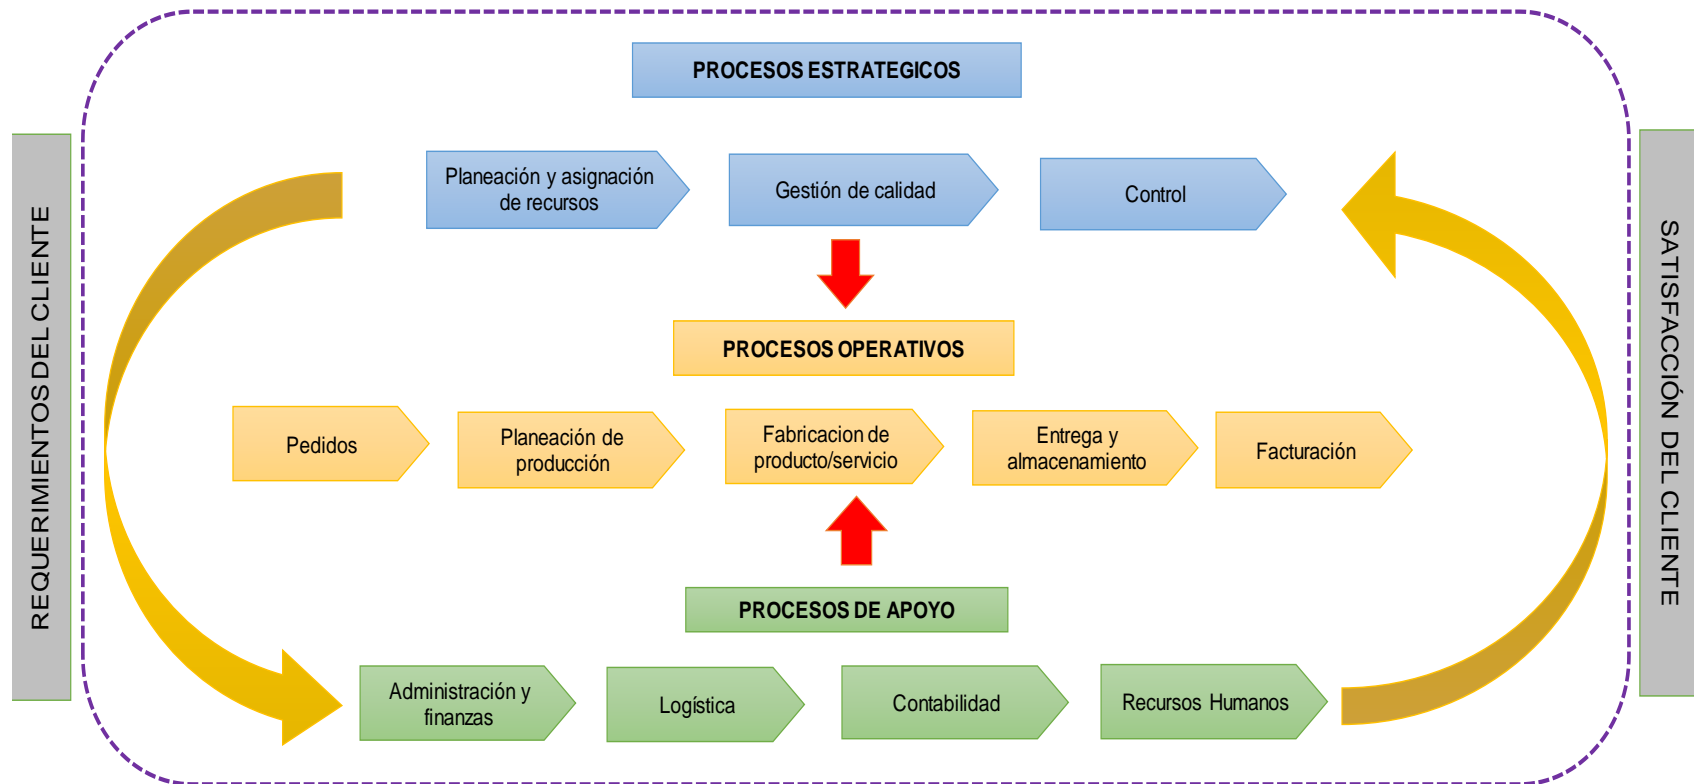 PROCESOS ESTRATEGICOS
REQUERIMIENTOS DEL CLIENTE
Planeación y asignación
de recursos
Gestión de calidad
Control
SATISFACCIÓN DEL CLIENTE
PROCESOS OPERATIVOS
Pedidos
Planeación de
producción
Fabricacion de
producto/servicio
Entrega y
almacenamiento
Facturación
PROCESOS DE APOYO
Administración y
finanzas
Logística
Contabilidad
Recursos Humanos